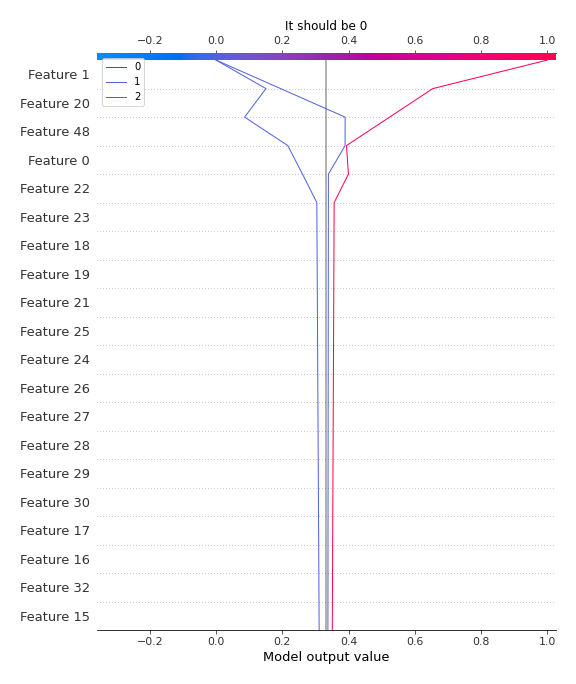 It should be 0
−0.2 0.0 0.2 0.4 0.6 0.8 1.0
0
1
2
Feature 1
Feature 20
Feature 48
Feature 0
Feature 22
Feature 23
Feature 18
Feature 19
Feature 21
Feature 25
Feature 24
Feature 26
Feature 27
Feature 28
Feature 29
Feature 30
Feature 17
Feature 16
Feature 32
Feature 15
−0.2 0.0 0.2 0.4 0.6 0.8 1.0
Model output value